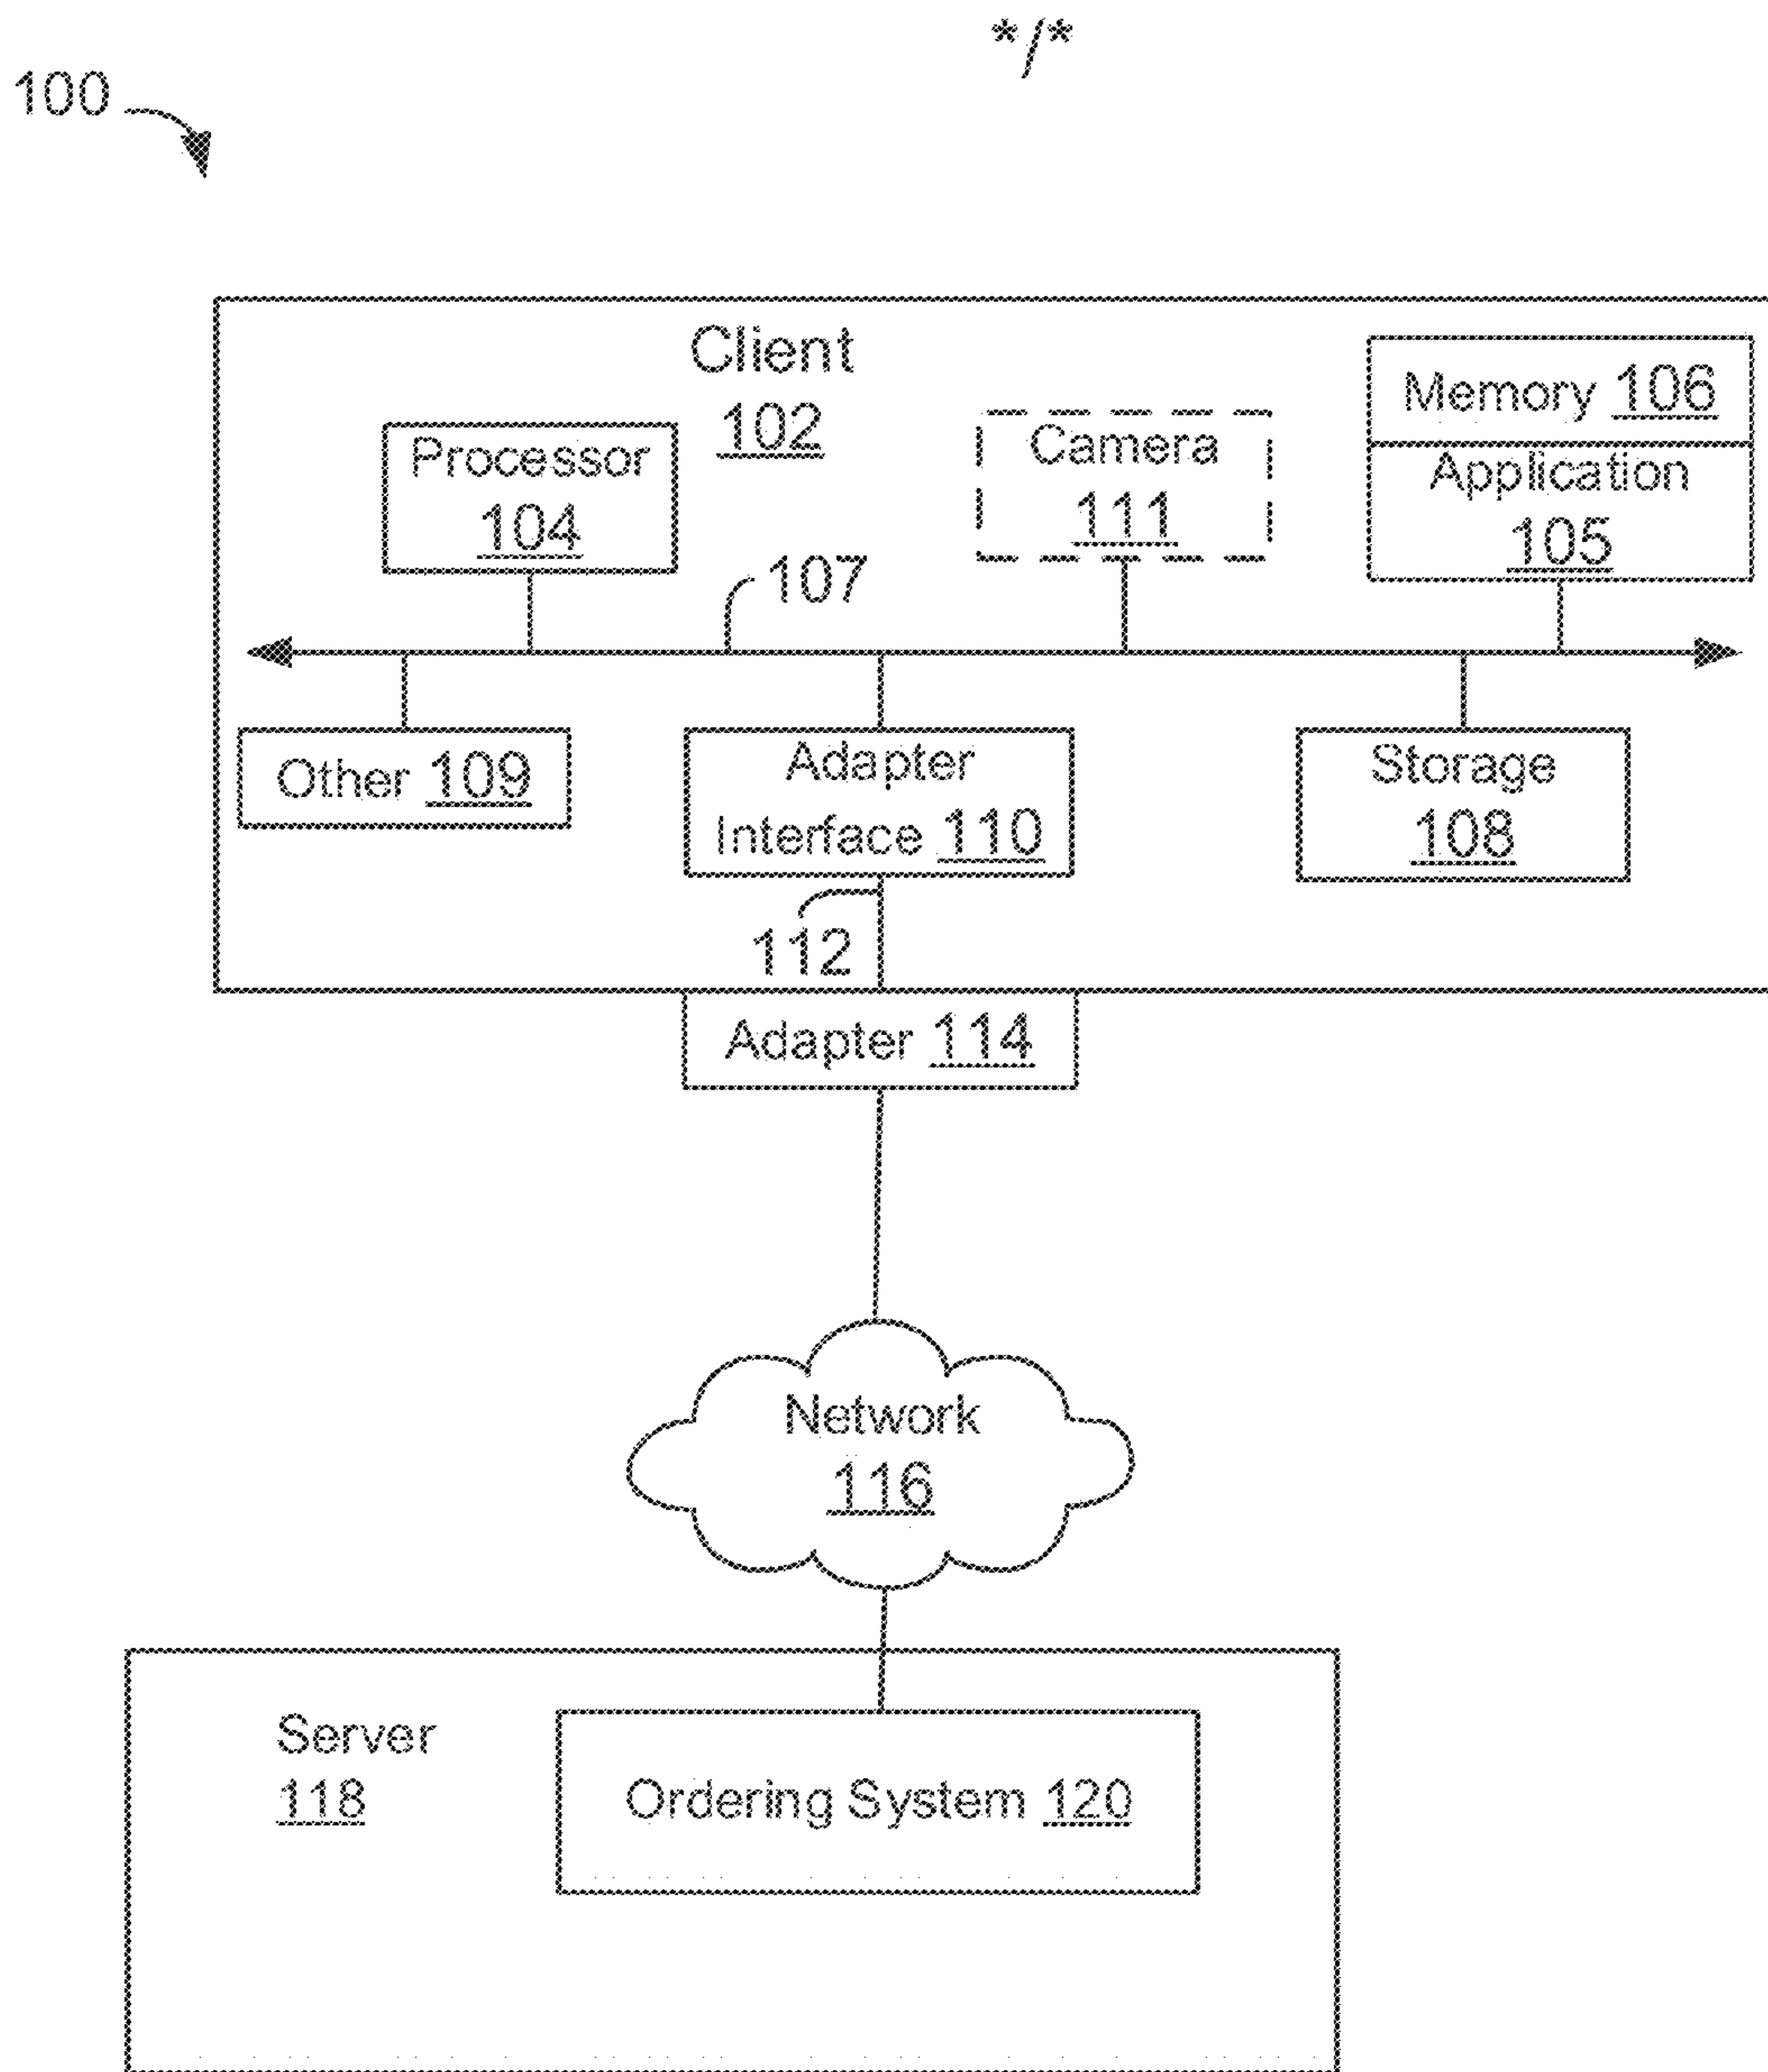 */*
100
Client
102
Processor
104
Camera
111
Memory 106
Application
105
107
Other 109
Adapter
Interface 110
Storage
108
112
Adapter 114
Network
116
Server
118
Ordering System 120